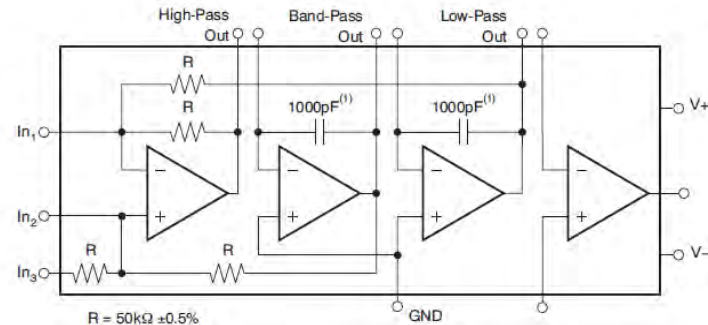 High-Pass Band-Pass Low-Pass
Out Out Out
R
1000pF(1) 1000pF(1) V+
R
In1
− − − −
+ + + +
In2
R R V–
In3
GND
R = 50kΩ ±0.5%